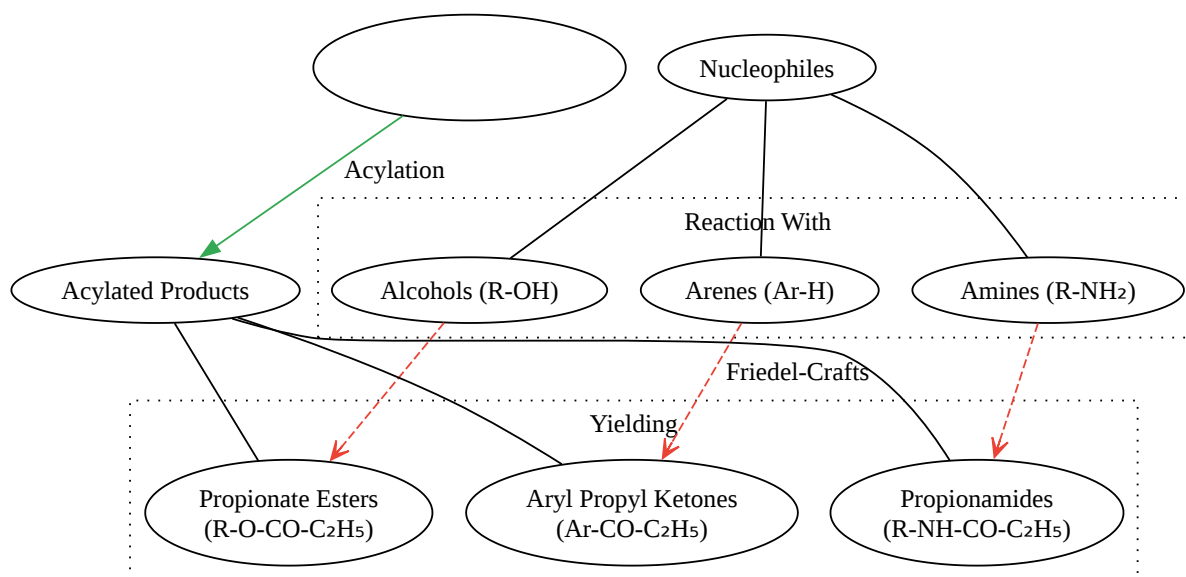 Nucleophiles
Acylation
Reaction With
Acylated Products
Alcohols (R-OH)
Arenes (Ar-H)
Amines (R-NH₂)
Friedel-Crafts
Yielding
Propionate Esters
(R-O-CO-C₂H₅)
Aryl Propyl Ketones
(Ar-CO-C₂H₅)
Propionamides
(R-NH-CO-C₂H₅)